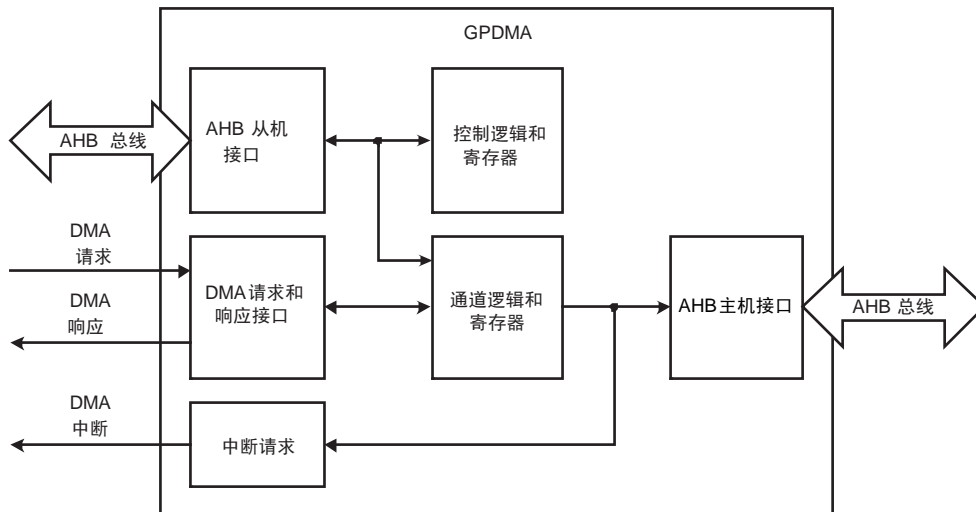 GPDMA
AHB 总线
AHB 从机
接口
控制逻辑和
寄存器
DMA
请求
DMA
响应
DMA请求和
响应接口
通道逻辑和
寄存器
AHB主机接口
AHB 总线
DMA
中断
中断请求